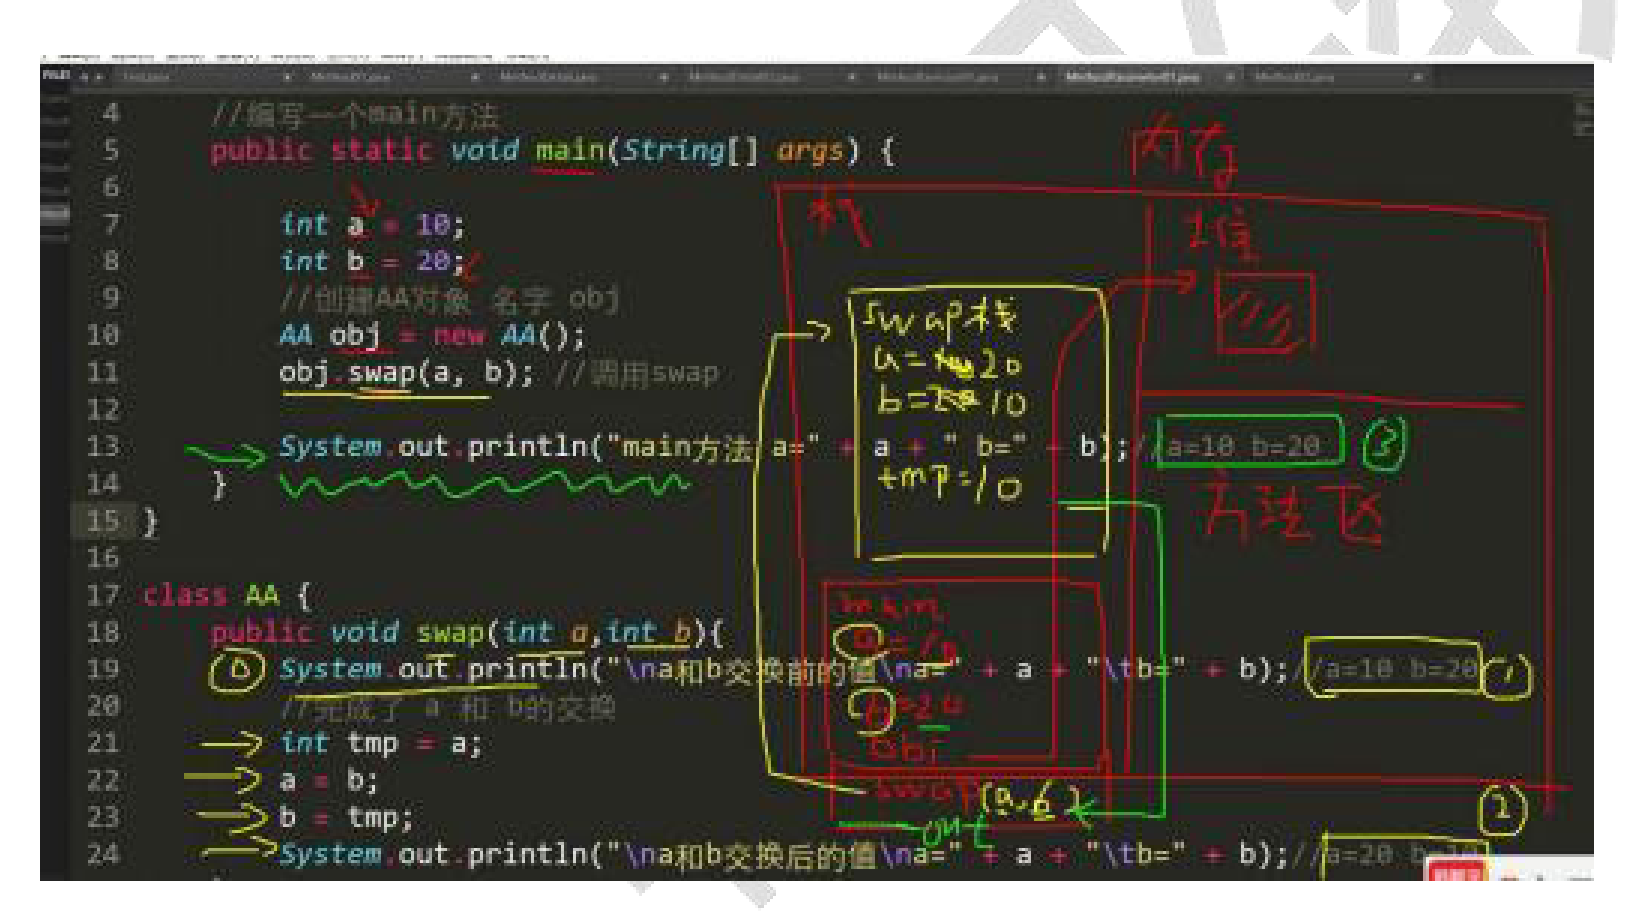 4 //编写一个main方法
5 public static void main(String[] args) {
6
7 int a = 10;
8 int b = 20;
9 //创建AA对象 名字 obj
10 AA obj = new AA();
11 obj.swap(a, b); //调用swap
12
13 System.out.println("main方法 a=" + a + " b=" + b);//a=10 b=20 ③
14 }
15 }
16
17 class AA {
18 public void swap(int a,int b){
19 System.out.println("\na和b交换前的值\na=" + a + "\tb=" + b);//a=10 b=20 ①
20 //完成了 a 和 b的交换
21 int tmp = a;
22 a = b;
23 b = tmp;
24 System.out.println("\na和b交换后的值\na=" + a + "\tb=" + b);//a=20 b=10 ②
内存
栈
堆
swap栈
a= 20
b=20 10
tmp=10
方法区
main
a=10
b=20
obj
swap(a,b)
out